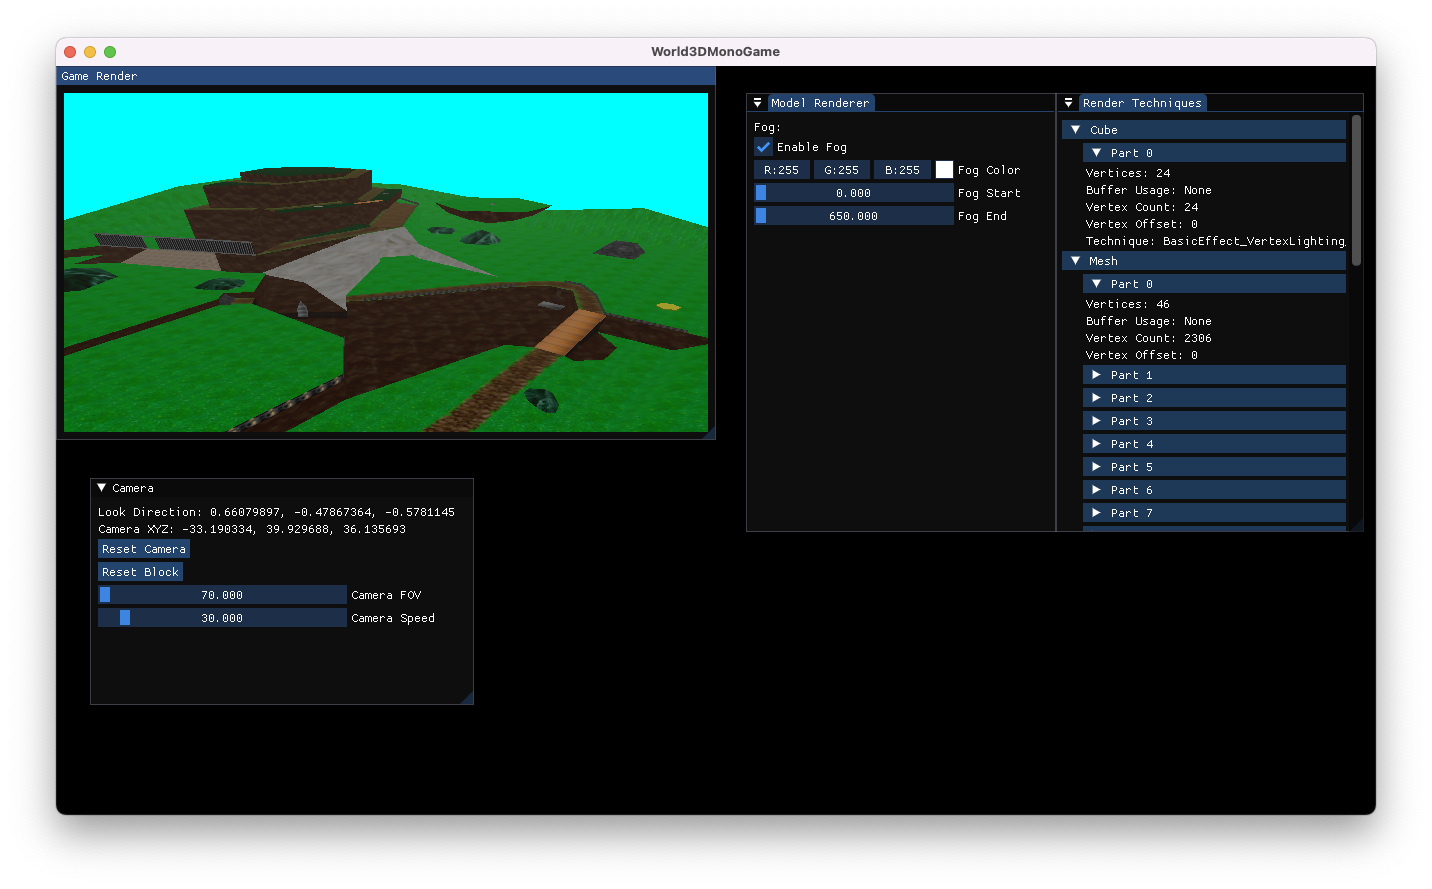 World3DMonoGame
Game Render
Model Renderer
Fog:
Enable Fog
R:255 G:255 B:255 Fog Color
0.000 Fog Start
650.000 Fog End
Render Techniques
Cube
Part 0
Vertices: 24
Buffer Usage: None
Vertex Count: 24
Vertex Offset: 0
Technique: BasicEffect_VertexLighting_
Mesh
Part 0
Vertices: 46
Buffer Usage: None
Vertex Count: 2306
Vertex Offset: 0
Part 1
Part 2
Part 3
Part 4
Part 5
Part 6
Part 7
Camera
Look Direction: 0.66079897, -0.47867364, -0.5781145
Camera XYZ: -33.190334, 39.929688, 36.135693
Reset Camera
Reset Block
70.000 Camera FOV
30.000 Camera Speed